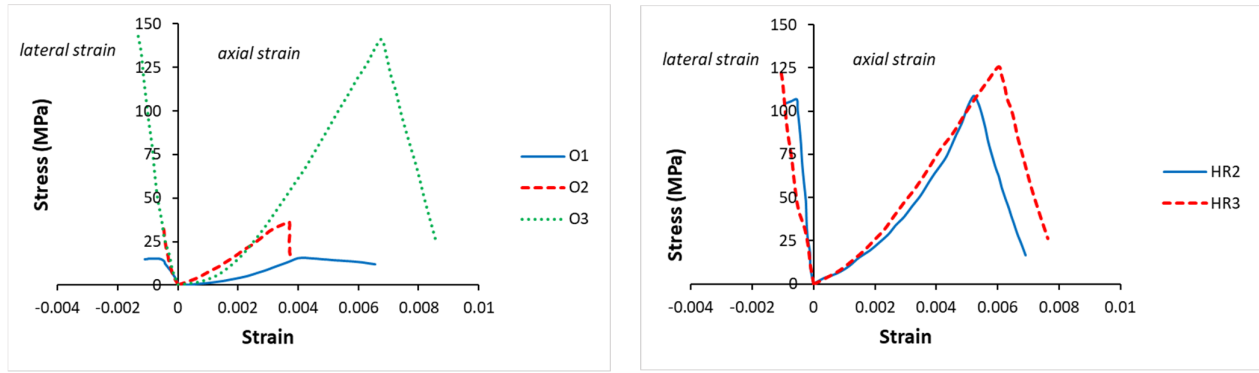 150
lateral strain
axial strain
125
100
75
50
25
0
Stress (MPa)
O1
O2
O3
-0.004
-0.002
0
0.002
0.004
0.006
0.008
0.01
Strain
150
lateral strain
axial strain
125
100
75
50
25
0
Stress (MPa)
HR2
HR3
-0.004
-0.002
0
0.002
0.004
0.006
0.008
0.01
Strain